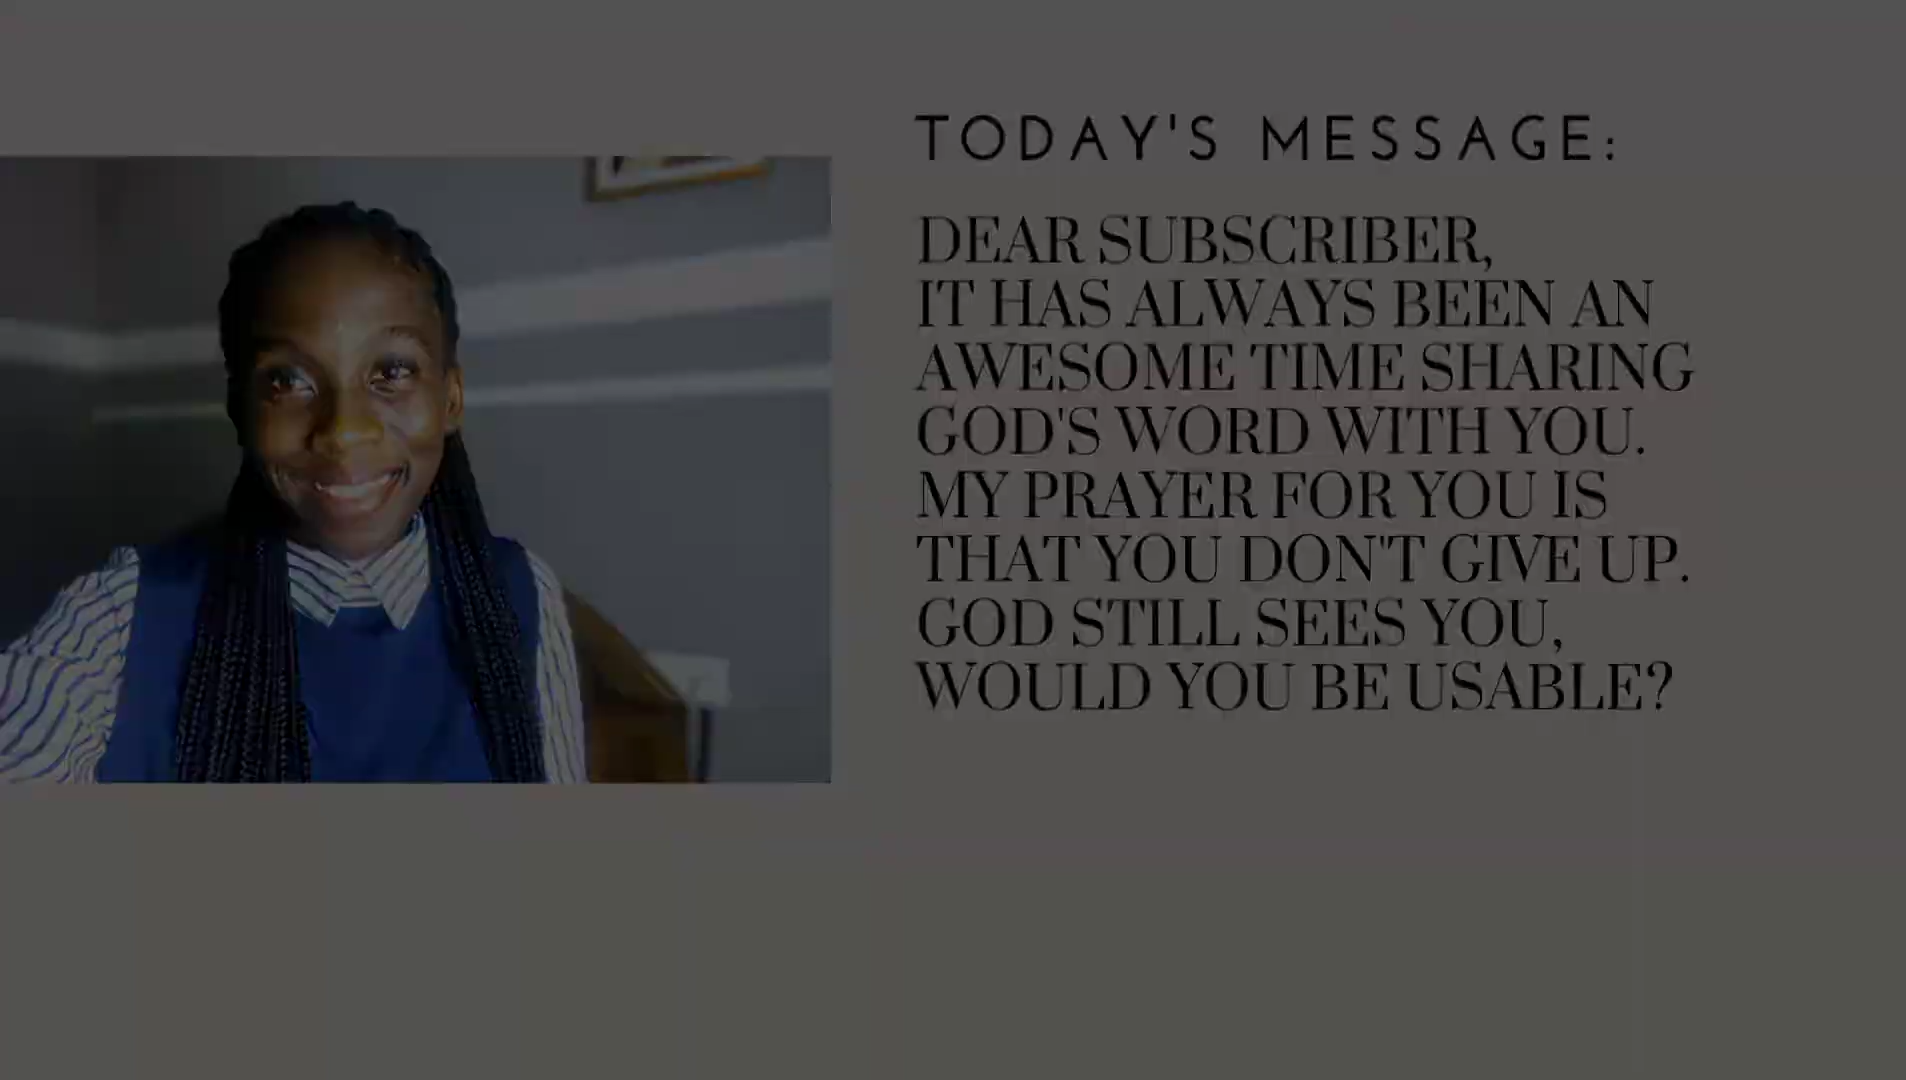 TODAY'S MESSAGE:
DEAR SUBSCRIBER,
IT HAS ALWAYS BEEN AN
AWESOME TIME SHARING
GOD'S WORD WITH YOU.
MY PRAYER FOR YOU IS
THAT YOU DON'T GIVE UP.
GOD STILL SEES YOU,
WOULD YOU BE USABLE?